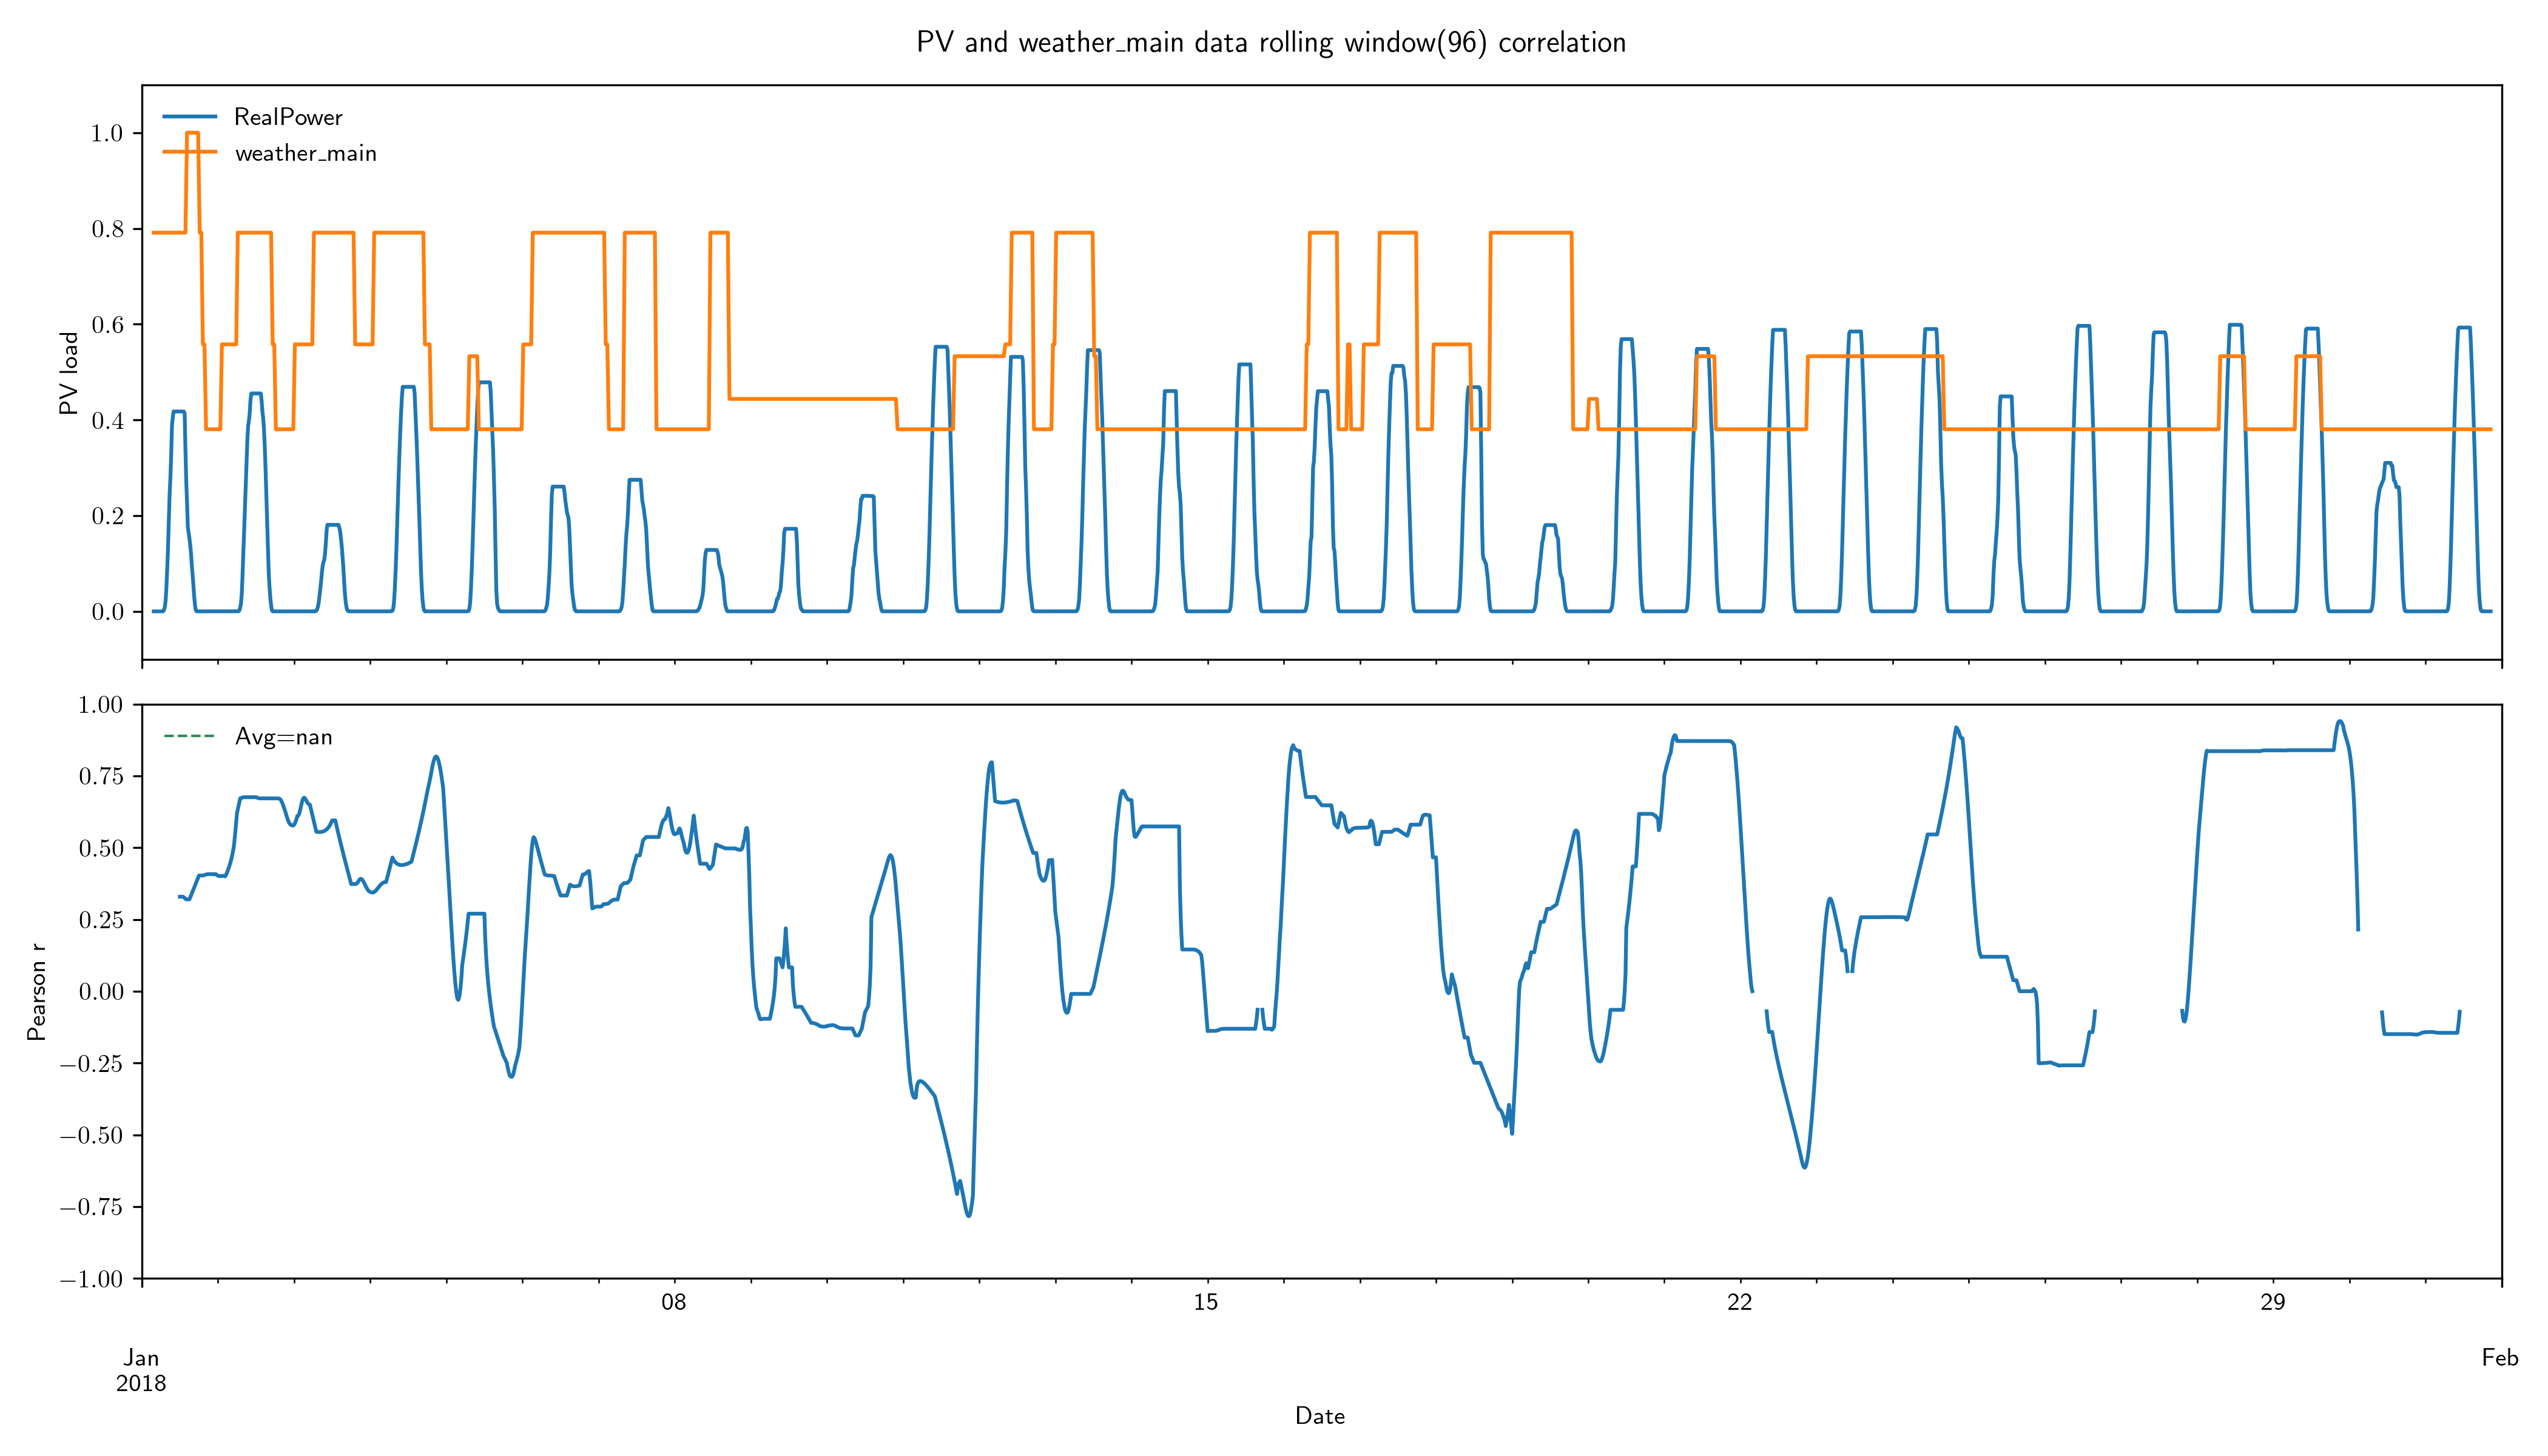 PV and weather_main data rolling window(96) correlation
RealPower
weather_main
1.0
0.8
0.6
0.4
0.2
0.0
PV load
1.00
0.75
0.50
0.25
0.00
−0.25
−0.50
−0.75
−1.00
Pearson r
Avg=nan
08
15
22
29
Jan
2018
Feb
Date